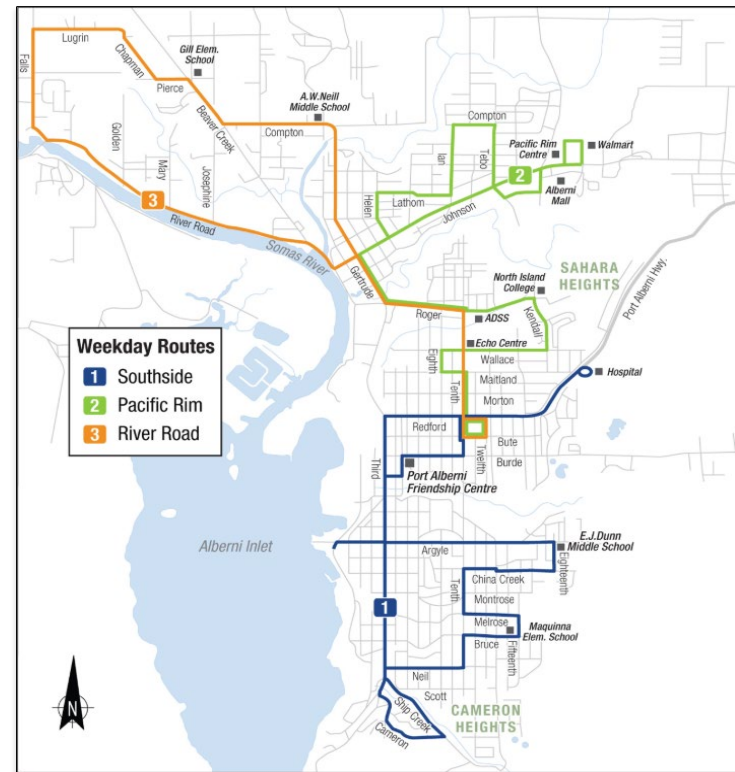 Lugrin
Falls
Chapman
Pierce
Gill Elem.
School
Beaver Creek
A.W.Neill
Middle School
Compton
Golden
Mary
Josephine
3
River Road
Somas River
Compton
Ian
Tebo
Pacific Rim
Centre
Walmart
2
Alberni
Mall
Helen
Lathom
Johnson
Gertrude
North Island
College
SAHARA
HEIGHTS
Port Alberni Hwy.
Roger
ADSS
Kendall
Echo Centre
Eighth
Wallace
Maitland
Hospital
Tenth
Morton
Weekday Routes
1 Southside
2 Pacific Rim
3 River Road
Redford
Bute
Twelfth
Burde
Third
Port Alberni
Friendship Centre
Alberni Inlet
Argyle
E.J.Dunn
Middle School
Eighteenth
Tenth
China Creek
Montrose
1
Melrose
Maquinna
Elem. School
Bruce
Fifteenth
Neil
Scott
Ship Creek
Cameron
CAMERON
HEIGHTS
N